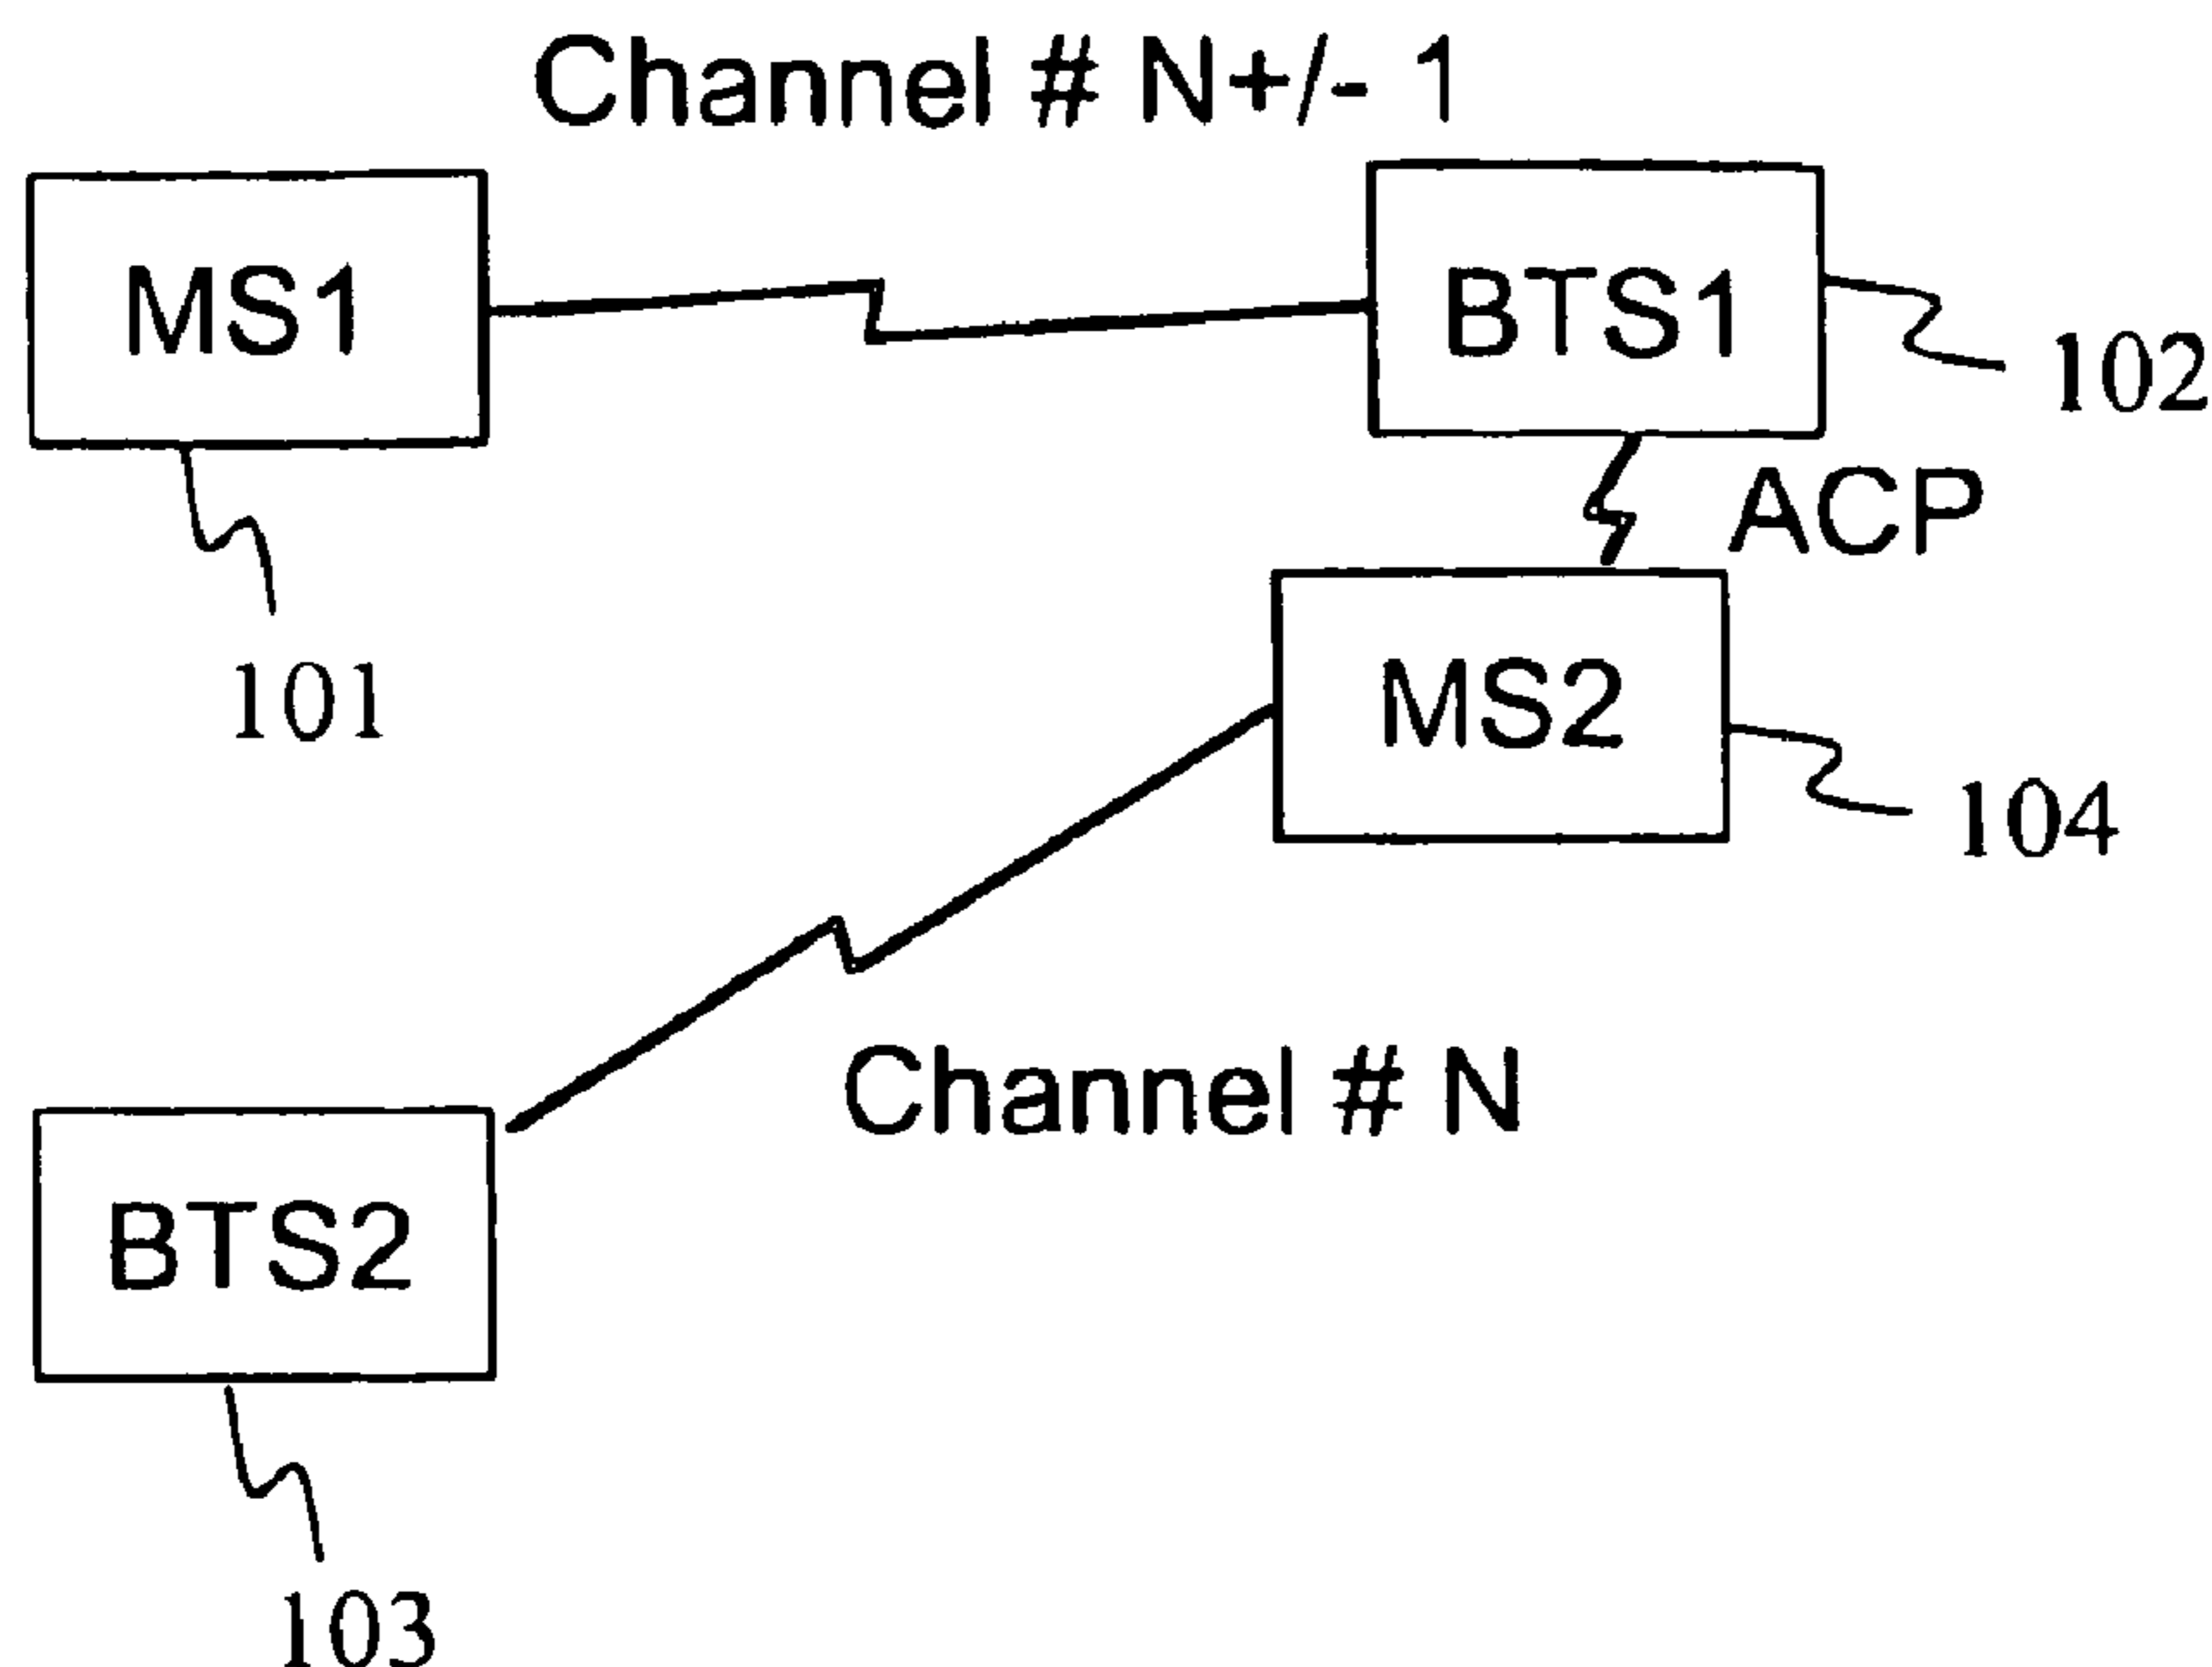 Channel # N+/- 1
MS1
BTS1
102
ACP
101
MS2
104
Channel # N
BTS2
103